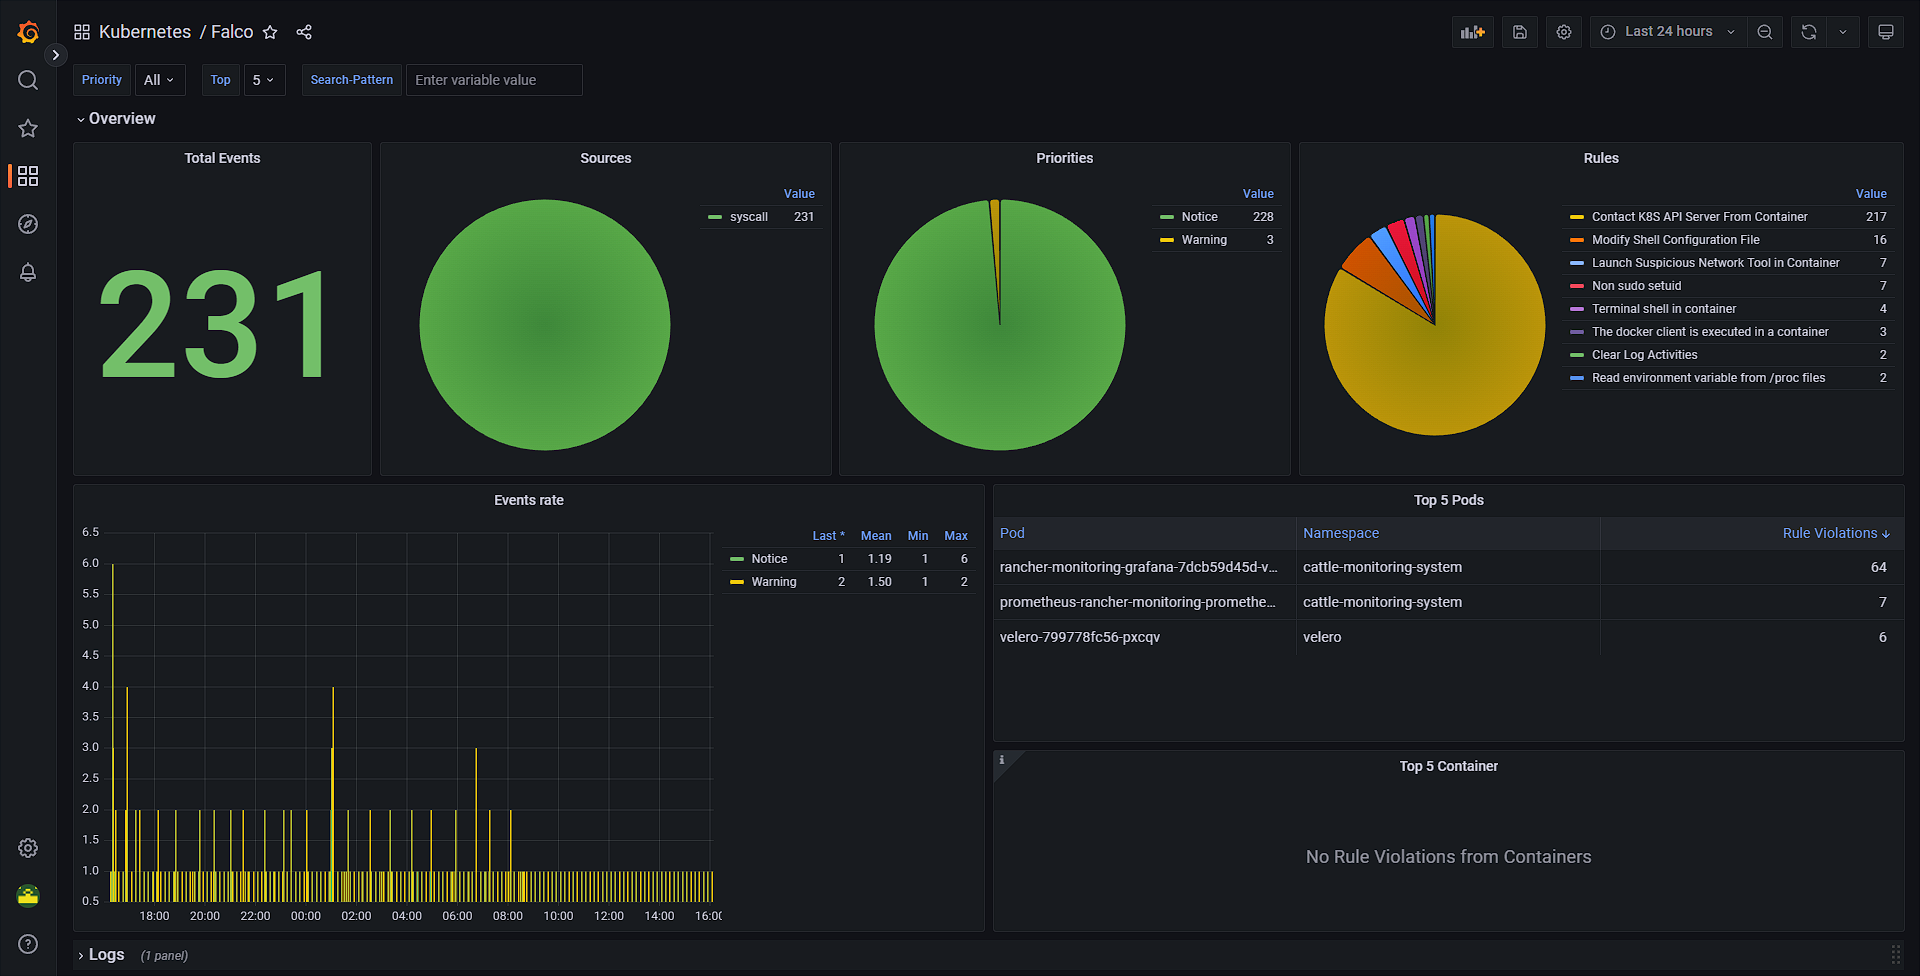 Kubernetes / Falco
Last 24 hours
Priority All Top 5 Search-Pattern Enter variable value
Overview
Total Events
231
Sources
Value
syscall 231
Priorities
Value
Notice 228
Warning 3
Rules
Value
Contact K8S API Server From Container 217
Modify Shell Configuration File 16
Launch Suspicious Network Tool in Container 7
Non sudo setuid 7
Terminal shell in container 4
The docker client is executed in a container 3
Clear Log Activities 2
Read environment variable from /proc files 2
Events rate
6.5
6.0
5.5
5.0
4.5
4.0
3.5
3.0
2.5
2.0
1.5
1.0
0.5
18:00 20:00 22:00 00:00 02:00 04:00 06:00 08:00 10:00 12:00 14:00 16:00
Last * Mean Min Max
Notice 1 1.19 1 6
Warning 2 1.50 1 2
Top 5 Pods
Pod Namespace Rule Violations
rancher-monitoring-grafana-7dcb59d45d-v... cattle-monitoring-system 64
prometheus-rancher-monitoring-promethe... cattle-monitoring-system 7
velero-799778fc56-pxcqv velero 6
i
Top 5 Container
No Rule Violations from Containers
Logs (1 panel)